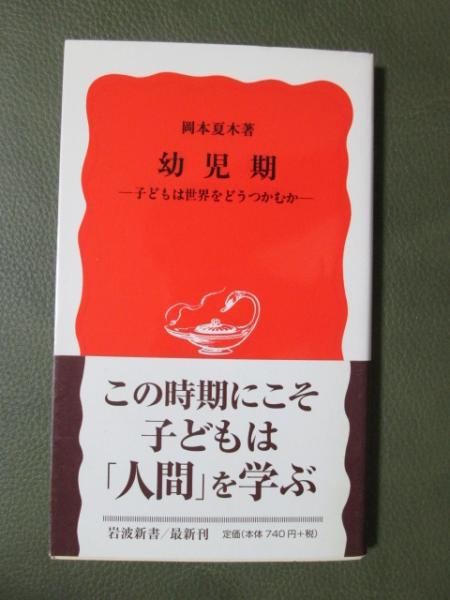 岡本夏木著
幼児期
―子どもは世界をどうつかむか―
この時期にこそ
子どもは
「人間」を学ぶ
岩波新書/最新刊 定価(本体740円+税)